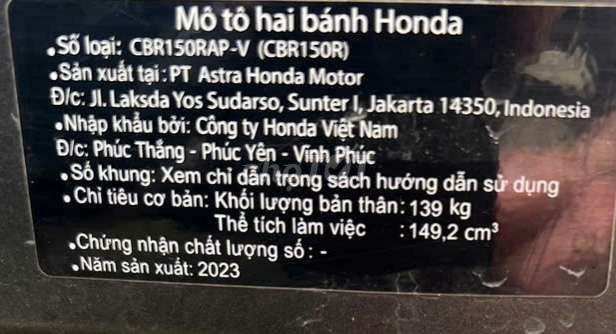 Mô tô hai bánh Honda
•Số loại: CBR150RAP-V (CBR150R)
•Sản xuất tại: PT Astra Honda Motor
Đ/c: Jl. Laksda Yos Sudarso, Sunter I, Jakarta 14350, Indonesia
•Nhập khẩu bởi: Công ty Honda Việt Nam
Đ/c: Phúc Thắng - Phúc Yên - Vĩnh Phúc
•Số khung: Xem chỉ dẫn trong sách hướng dẫn sử dụng
•Chỉ tiêu cơ bản: Khối lượng bản thân: 139 kg
Thể tích làm việc : 149,2 cm³
•Chứng nhận chất lượng số: -
•Năm sản xuất: 2023